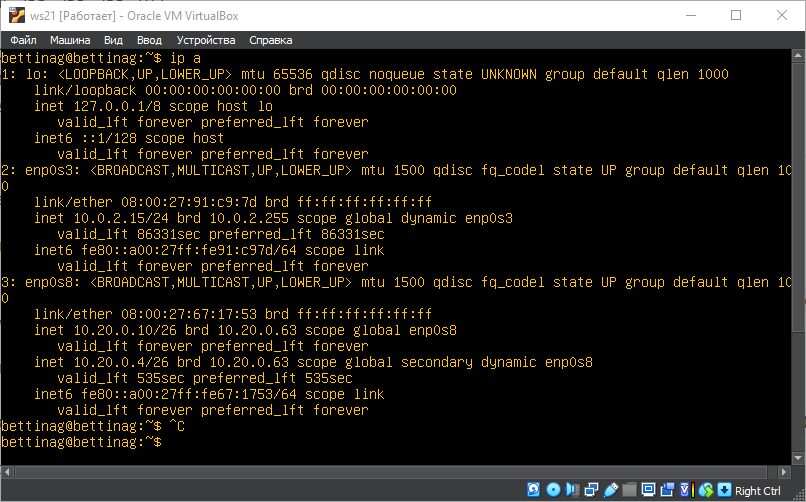 ws21 [Работает] - Oracle VM VirtualBox
Файл Машина Вид Ввод Устройства Справка
bettinag@bettinag:~$ ip a
1: lo: <LOOPBACK,UP,LOWER_UP> mtu 65536 qdisc noqueue state UNKNOWN group default qlen 1000
    link/loopback 00:00:00:00:00:00 brd 00:00:00:00:00:00
    inet 127.0.0.1/8 scope host lo
       valid_lft forever preferred_lft forever
    inet6 ::1/128 scope host
       valid_lft forever preferred_lft forever
2: enp0s3: <BROADCAST,MULTICAST,UP,LOWER_UP> mtu 1500 qdisc fq_codel state UP group default qlen 10
0
    link/ether 08:00:27:91:c9:7d brd ff:ff:ff:ff:ff:ff
    inet 10.0.2.15/24 brd 10.0.2.255 scope global dynamic enp0s3
       valid_lft 86331sec preferred_lft 86331sec
    inet6 fe80::a00:27ff:fe91:c97d/64 scope link
       valid_lft forever preferred_lft forever
3: enp0s8: <BROADCAST,MULTICAST,UP,LOWER_UP> mtu 1500 qdisc fq_codel state UP group default qlen 10
0
    link/ether 08:00:27:67:17:53 brd ff:ff:ff:ff:ff:ff
    inet 10.20.0.10/26 brd 10.20.0.63 scope global enp0s8
       valid_lft forever preferred_lft forever
    inet 10.20.0.4/26 brd 10.20.0.63 scope global secondary dynamic enp0s8
       valid_lft 535sec preferred_lft 535sec
    inet6 fe80::a00:27ff:fe67:1753/64 scope link
       valid_lft forever preferred_lft forever
bettinag@bettinag:~$ ^C
bettinag@bettinag:~$
Right Ctrl